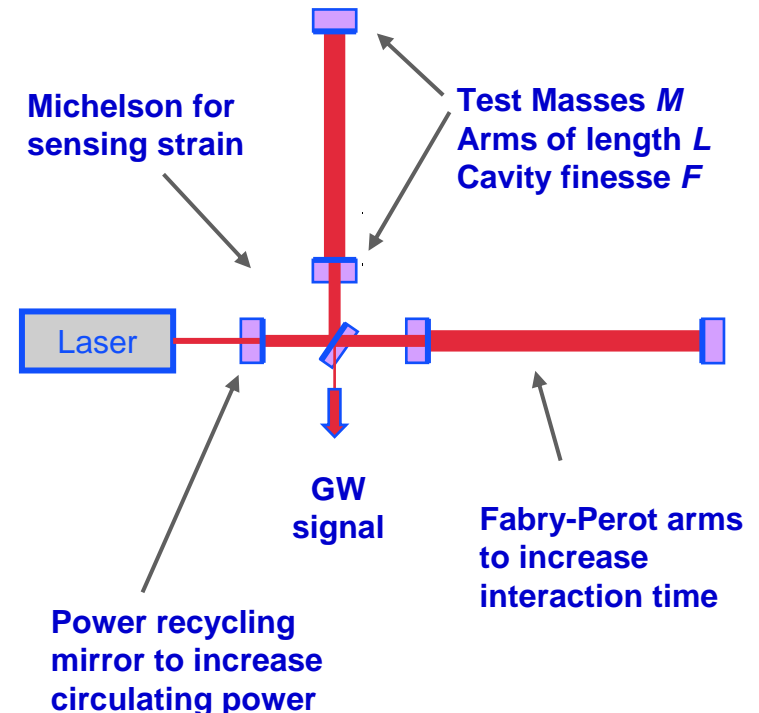 Michelson for
sensing strain
Test Masses M
Arms of length L
Cavity finesse F
Laser
GW
signal
Fabry-Perot arms
to increase
interaction time
Power recycling
mirror to increase
circulating power